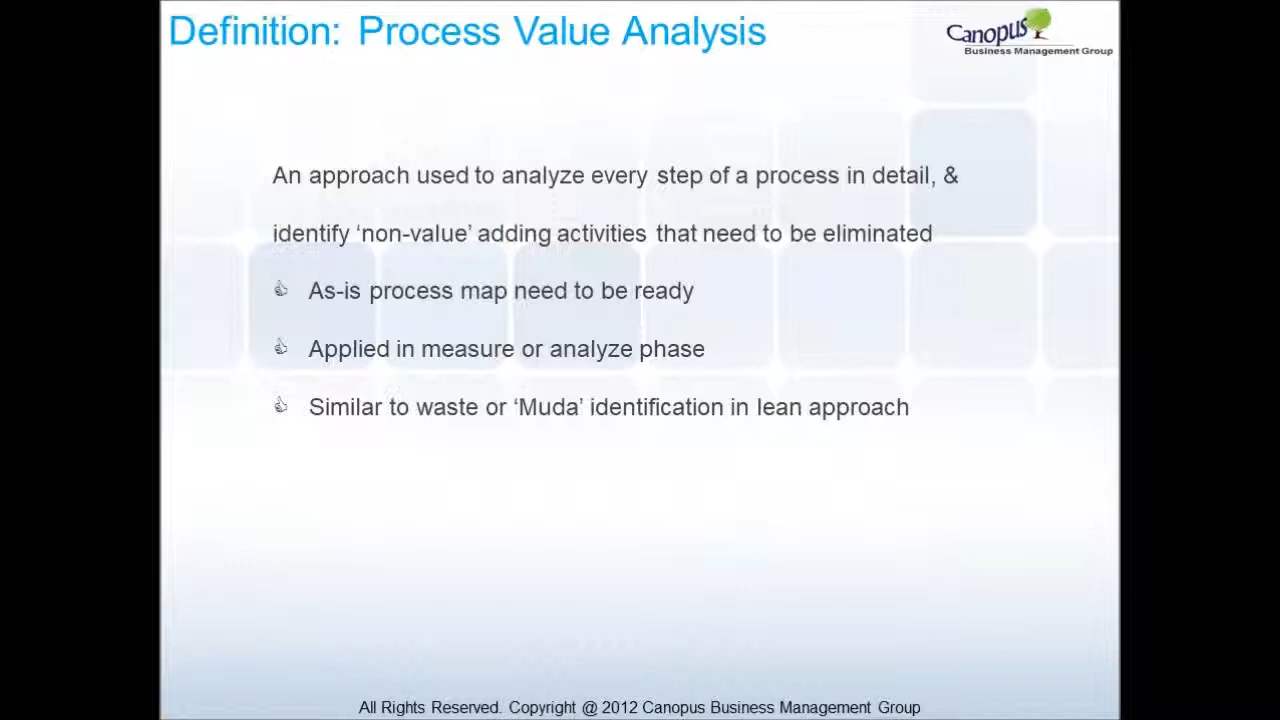 Definition: Process Value Analysis
Canopus
Business Management Group
An approach used to analyze every step of a process in detail, &
identify ‘non-value’ adding activities that need to be eliminated
As-is process map need to be ready
Applied in measure or analyze phase
Similar to waste or ‘Muda’ identification in lean approach
All Rights Reserved. Copyright @ 2012 Canopus Business Management Group